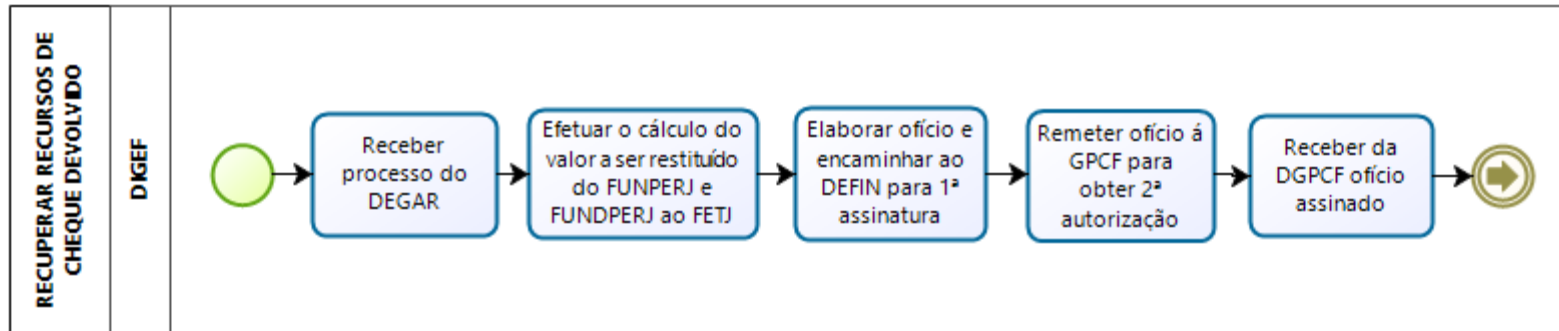 RECUPERAR RECURSOS DE
CHEQUE DEVOLVIDO
DIGEF
Receber
processo do
DEGAR
Efetuar o cálculo do
valor a ser restituído
do FUNPERJ e
FUNDPERJ ao FETJ
Elaborar ofício e
encaminhar ao
DEFIN para 1ª
assinatura
Remeter ofício á
GPCF para
obter 2ª
autorização
Receber da
DGPCF ofício
assinado